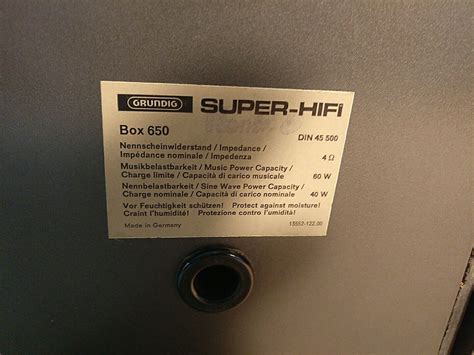 GRUNDIG SUPER-HIFI
Box 650 DIN 45 500
Nennscheinwiderstand / Impedance /
Impédance nominale / Impedenza 4 Ω
Musikbelastbarkeit / Music Power Capacity /
Charge limite / Capacità di carico musicale 60 W
Nennbelastbarkeit / Sine Wave Power Capacity /
Charge nominale / Capacità di carico nominale 40 W
Vor Feuchtigkeit schützen! Protect against moisture!
Craint l'humidité! Protezione contro l'umidità!
Made in Germany 13552-122.00